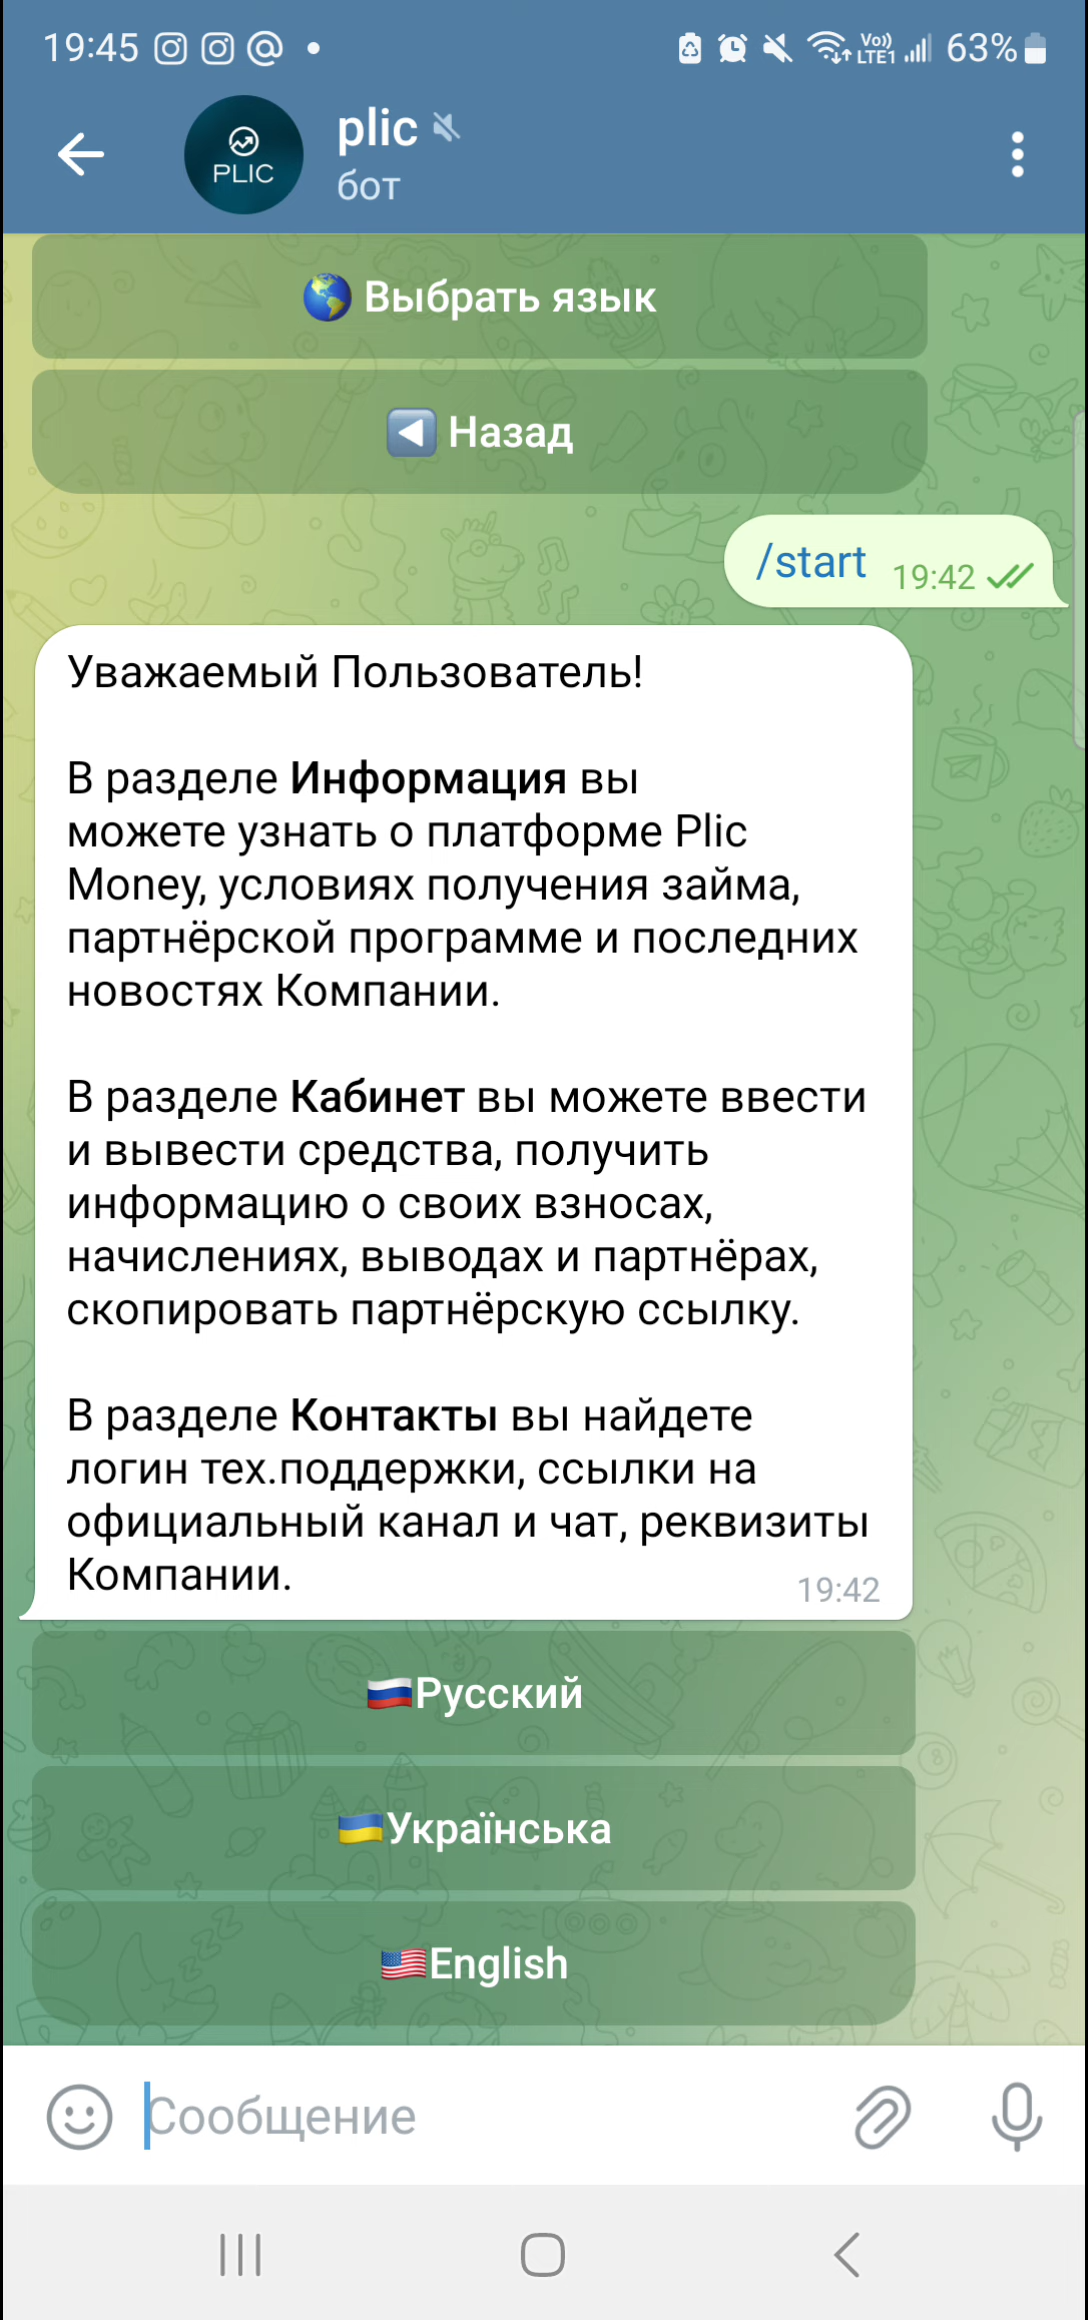 19:45
Vo))
LTE1
63%
PLIC
plic
бот
Выбрать язык
Назад
/start 19:42
Уважаемый Пользователь!
В разделе Информация вы
можете узнать о платформе Plic
Money, условиях получения займа,
партнёрской программе и последних
новостях Компании.
В разделе Кабинет вы можете ввести
и вывести средства, получить
информацию о своих взносах,
начислениях, выводах и партнёрах,
скопировать партнёрскую ссылку.
В разделе Контакты вы найдете
логин тех.поддержки, ссылки на
официальный канал и чат, реквизиты
Компании.
19:42
Русский
Українська
English
Сообщение